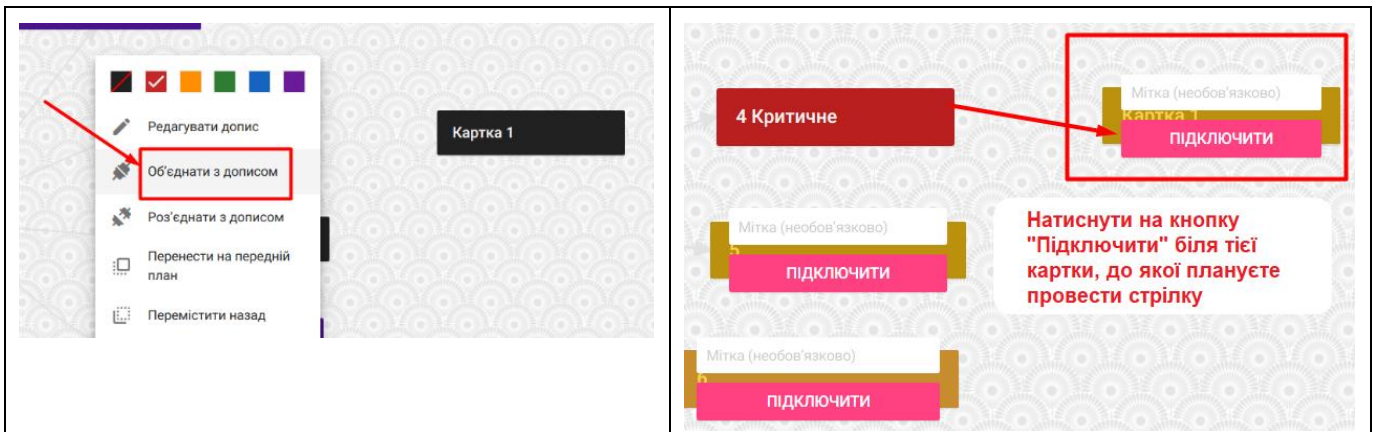 Редагувати допис
Об'єднати з дописом
Роз'єднати з дописом
Перенести на передній
план
Перемістити назад
Картка 1
4 Критичне
Мітка (необов'язково)
Картка 1
ПІДКЛЮЧИТИ
Мітка (необов'язково)
5
ПІДКЛЮЧИТИ
Натиснути на кнопку
"Підключити" біля тієї
картки, до якої плануєте
провести стрілку
Мітка (необов'язково)
6
ПІДКЛЮЧИТИ